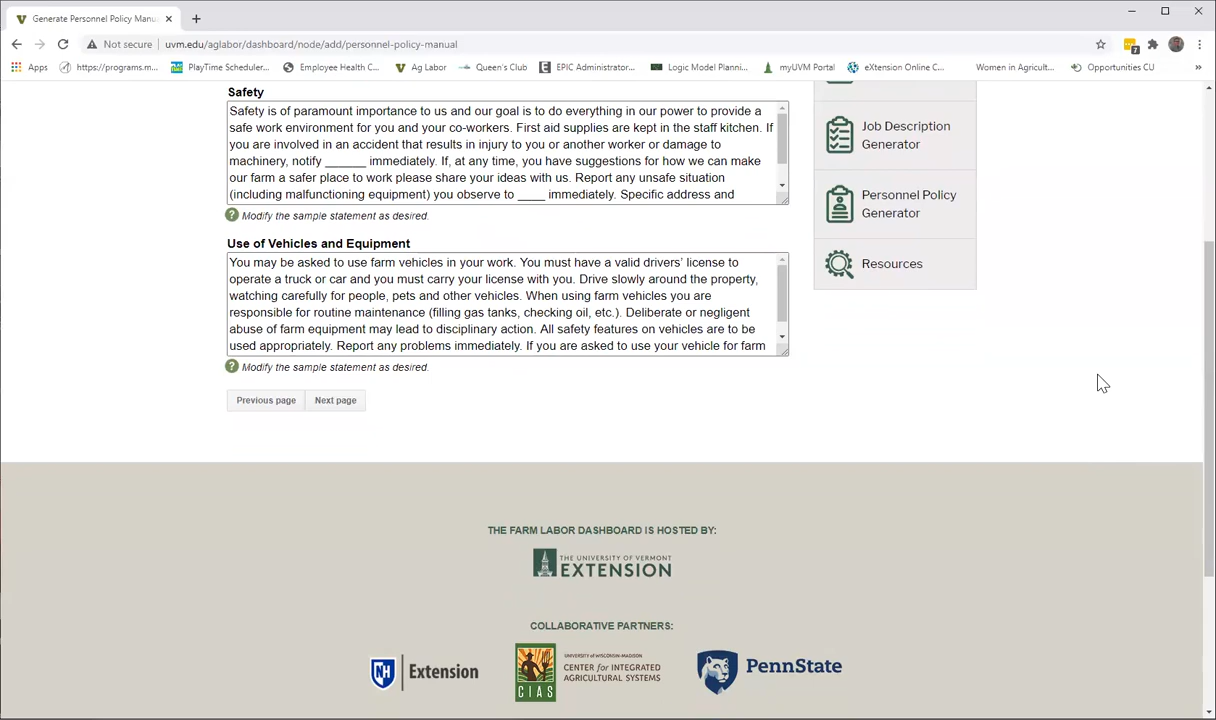 Generate Personnel Policy Manu
Not secure uvm.edu/aglabor/dashboard/node/add/personnel-policy-manual
7
Apps https://programs.m... PlayTime Scheduler... Employee Health C... Ag Labor Queen's Club EPIC Administrator... Logic Model Planni... myUVM Portal eXtension Online C... Women in Agricult... Opportunities CU »
Safety
Safety is of paramount importance to us and our goal is to do everything in our power to provide a
safe work environment for you and your co-workers. First aid supplies are kept in the staff kitchen. If
you are involved in an accident that results in injury to you or another worker or damage to
machinery, notify ______ immediately. If, at any time, you have suggestions for how we can make
our farm a safer place to work please share your ideas with us. Report any unsafe situation
(including malfunctioning equipment) you observe to ____ immediately. Specific address and
? Modify the sample statement as desired.
Use of Vehicles and Equipment
You may be asked to use farm vehicles in your work. You must have a valid drivers' license to
operate a truck or car and you must carry your license with you. Drive slowly around the property,
watching carefully for people, pets and other vehicles. When using farm vehicles you are
responsible for routine maintenance (filling gas tanks, checking oil, etc.). Deliberate or negligent
abuse of farm equipment may lead to disciplinary action. All safety features on vehicles are to be
used appropriately. Report any problems immediately. If you are asked to use your vehicle for farm
? Modify the sample statement as desired.
Previous page Next page
Job Description
Generator
Personnel Policy
Generator
Resources
THE FARM LABOR DASHBOARD IS HOSTED BY:
THE UNIVERSITY OF VERMONT
EXTENSION
COLLABORATIVE PARTNERS:
NH Extension
CIAS
UNIVERSITY of WISCONSIN-MADISON
CENTER for INTEGRATED
AGRICULTURAL SYSTEMS
PennState